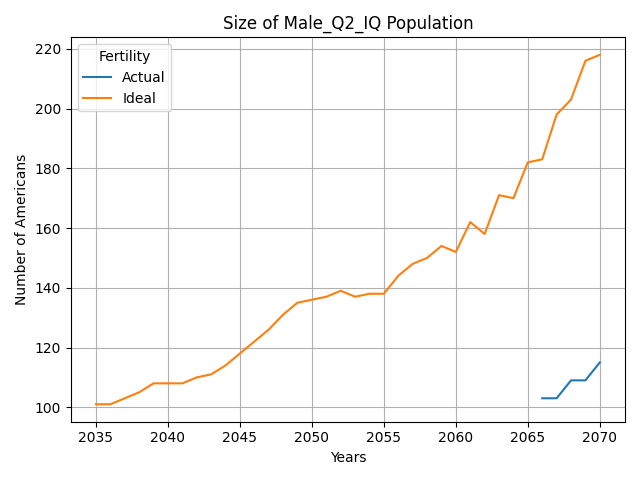 Size of Male_Q2_IQ Population
Fertility
Actual
Ideal
Number of Americans
220
200
180
160
140
120
100
2035
2040
2045
2050
2055
2060
2065
2070
Years